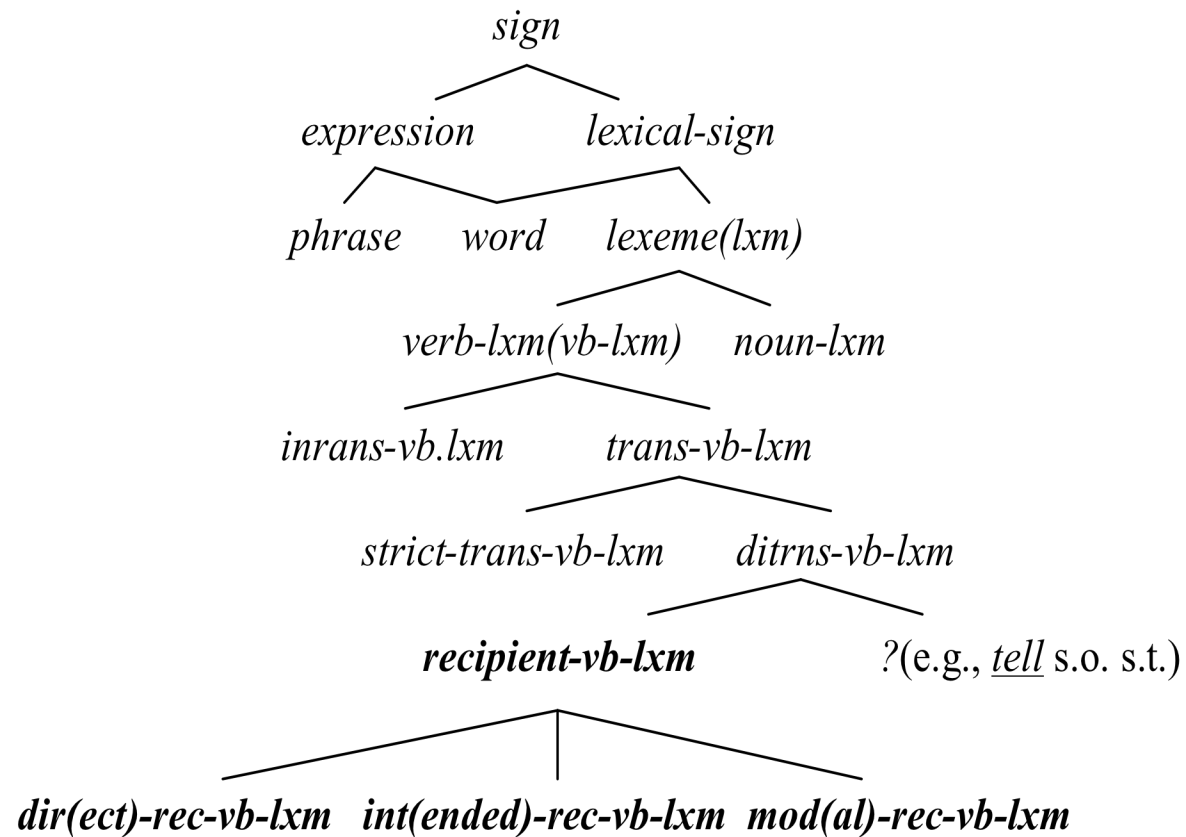 sign
expression lexical-sign
phrase word lexeme(lxm)
verb-lxm(vb-lxm) noun-lxm
inrans-vb.lxm trans-vb-lxm
strict-trans-vb-lxm ditrns-vb-lxm
recipient-vb-lxm ?(e.g., tell s.o. s.t.)
dir(ect)-rec-vb-lxm int(ended)-rec-vb-lxm mod(al)-rec-vb-lxm